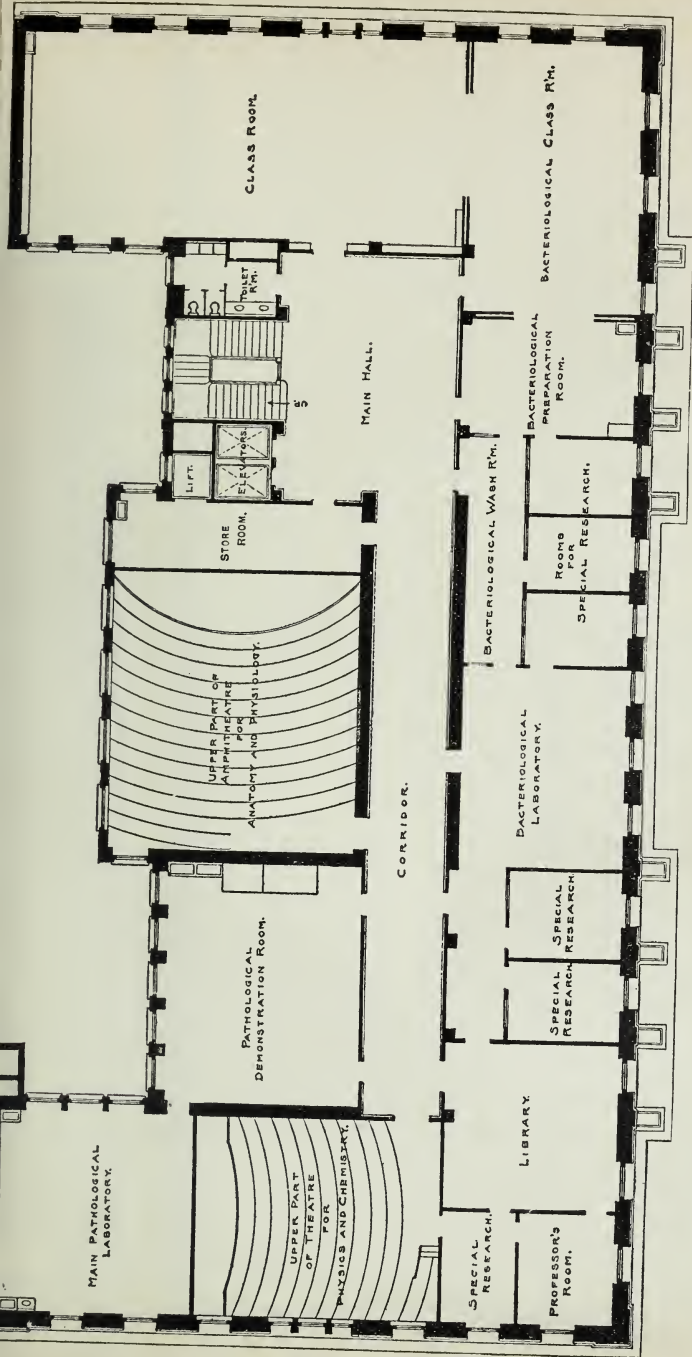 MAIN PATHOLOGICAL
LABORATORY.
UPPER PART
OF THEATRE
FOR
PHYSICS AND CHEMISTRY.
PATHOLOGICAL
DEMONSTRATION ROOM.
UPPER PART OF
AMPHITHEATRE
FOR
ANATOMY AND PHYSIOLOGY.
STORE
ROOM.
LIFT.
ELEVATORS.
TOILET
R'M.
CLASS ROOM.
MAIN HALL.
CORRIDOR.
SPECIAL
RESEARCH.
PROFESSOR'S
ROOM.
LIBRARY.
SPECIAL
RESEARCH.
SPECIAL
RESEARCH.
BACTERIOLOGICAL
LABORATORY.
BACTERIOLOGICAL WASH R'M.
ROOMS
FOR
SPECIAL RESEARCH.
BACTERIOLOGICAL
PREPARATION
ROOM.
BACTERIOLOGICAL CLASS R'M.